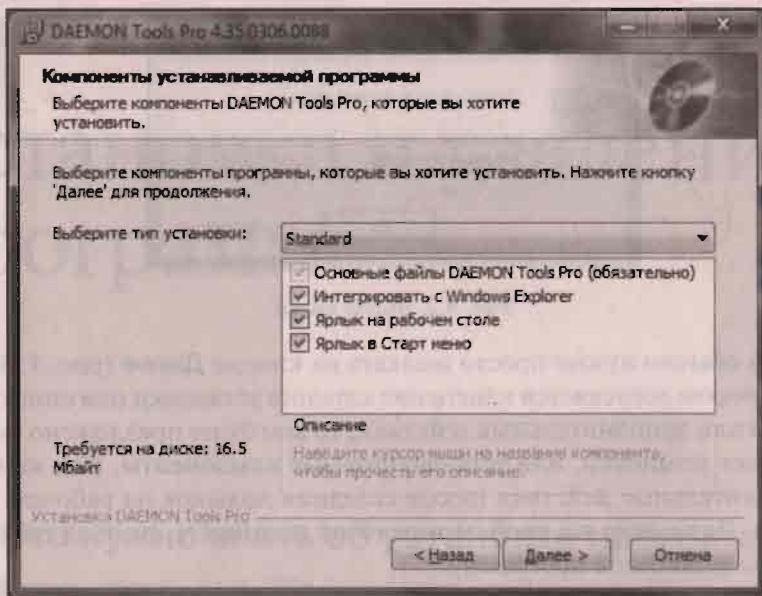 DAEMON Tools Pro 4.35.0306.0088
Компоненты устанавливаемой программы
Выберите компоненты DAEMON Tools Pro, которые вы хотите
установить.
Выберите компоненты программы, которые вы хотите установить. Нажмите кнопку
'Далее' для продолжения.
Выберите тип установки:
Standard
Основные файлы DAEMON Tools Pro (обязательно)
Интегрировать с Windows Explorer
Ярлык на рабочем столе
Ярлык в Старт меню
Описание
Требуется на диске: 16.5
Мбайт
Наведите курсор мыши на название компонента,
чтобы прочесть его описание.
Установка DAEMON Tools Pro
< Назад
Далее >
Отмена